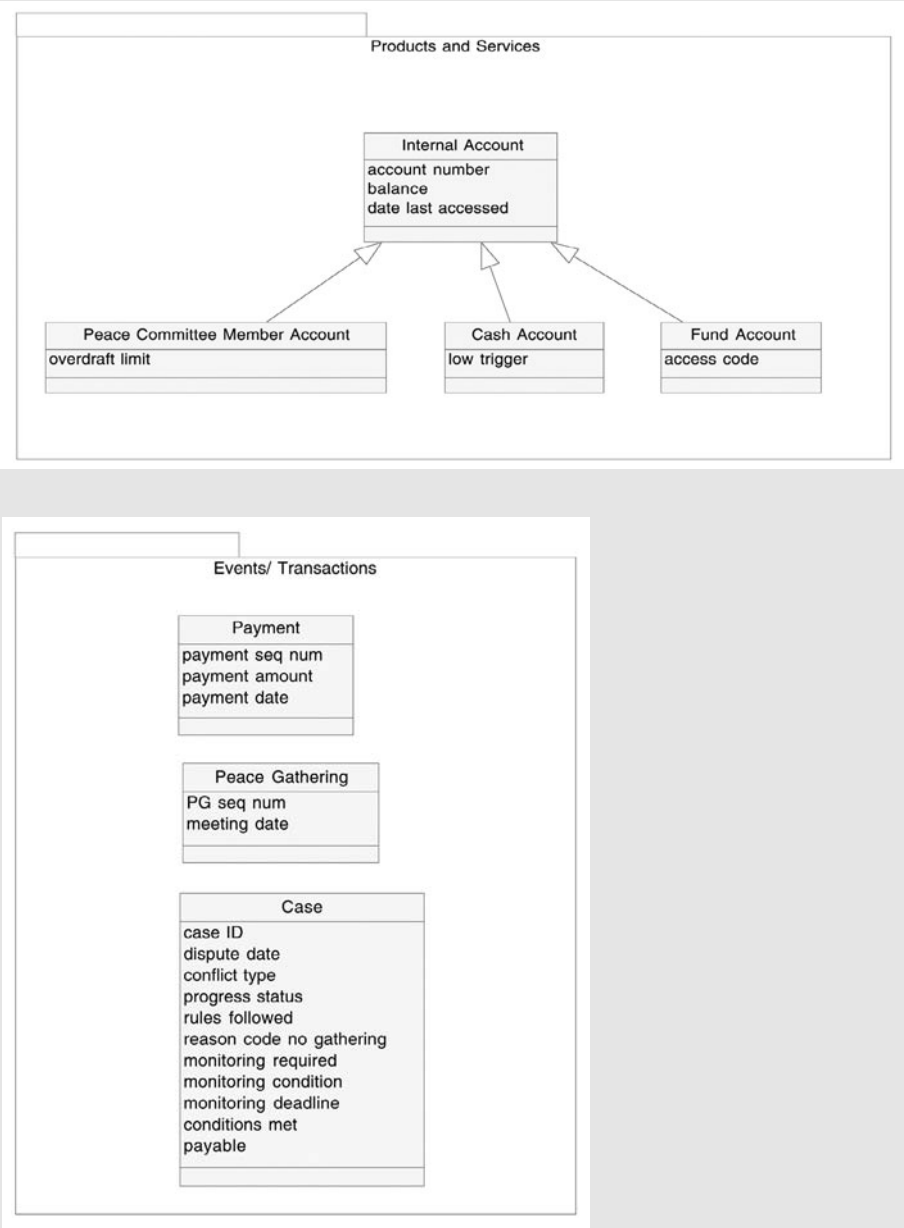 Products and Services
Internal Account
account number
balance
date last accessed
Peace Committee Member Account
overdraft limit
Cash Account
low trigger
Fund Account
access code
Events/ Transactions
Payment
payment seq num
payment amount
payment date
Peace Gathering
PG seq num
meeting date
Case
case ID
dispute date
conflict type
progress status
rules followed
reason code no gathering
monitoring required
monitoring condition
monitoring deadline
conditions met
payable